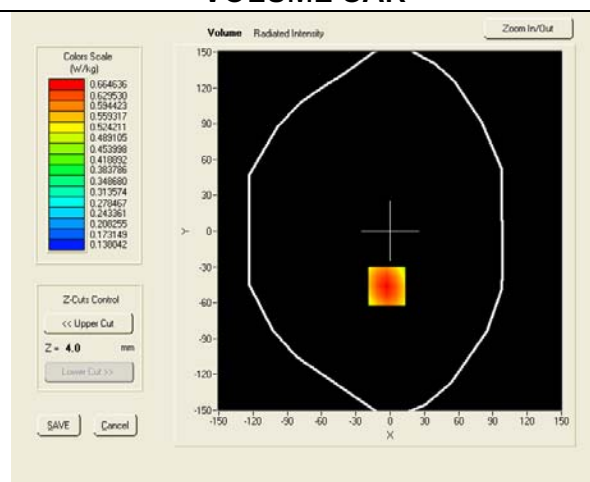 VOLUME SAR
Volume Radiated Intensity
Zoom In/Out
Colors Scale
(W/kg)
0.664636
0.629530
0.594423
0.559317
0.524211
0.489105
0.453998
0.418892
0.383786
0.348680
0.313574
0.278467
0.243361
0.208255
0.173149
0.138042
Z-Cuts Control
<< Upper Cut
Z = 4.0 mm
Lower Cut >>
SAVE Cancel
150
120
90
60
30
0
-30
-60
-90
-120
-150
Y
-150 -120 -90 -60 -30 0 30 60 90 120 150
X